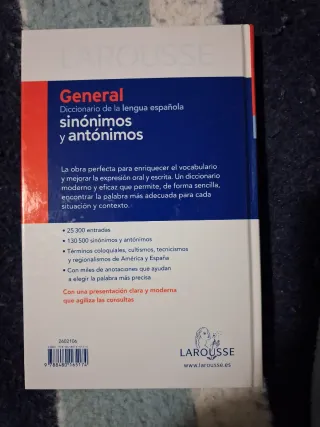 LAROUSSE
General
Diccionario de la lengua española
sinónimos
y antónimos
La obra perfecta para enriquecer el vocabulario
y mejorar la expresión oral y escrita. Un diccionario
moderno y eficaz que permite, de forma sencilla,
encontrar la palabra más adecuada para cada
situación y contexto.
• 25 300 entradas
• 130 500 sinónimos y antónimos
• Términos coloquiales, cultismos, tecnicismos
y regionalismos de América y España
• Con miles de anotaciones que ayudan
a elegir la palabra más precisa
Con una presentación clara y moderna
que agiliza las consultas
2603106
LAROUSSE
www.larousse.es